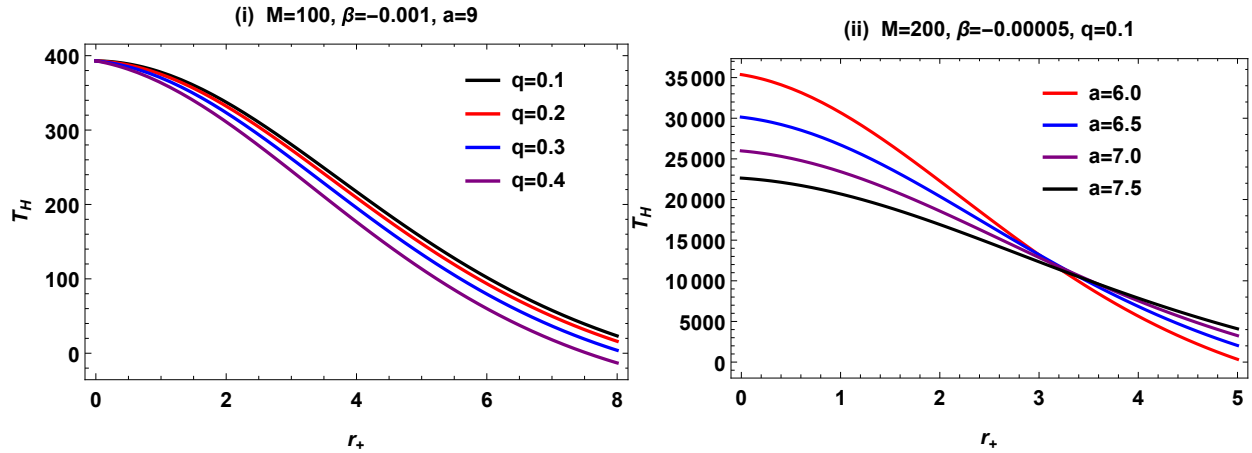 (i) M=100, β=-0.001, a=9
T_H
400
300
200
100
0
q=0.1
q=0.2
q=0.3
q=0.4
0 2 4 6 8
r_+
(ii) M=200, β=-0.00005, q=0.1
T_H
35 000
30 000
25 000
20 000
15 000
10 000
5000
0
a=6.0
a=6.5
a=7.0
a=7.5
0 1 2 3 4 5
r_+